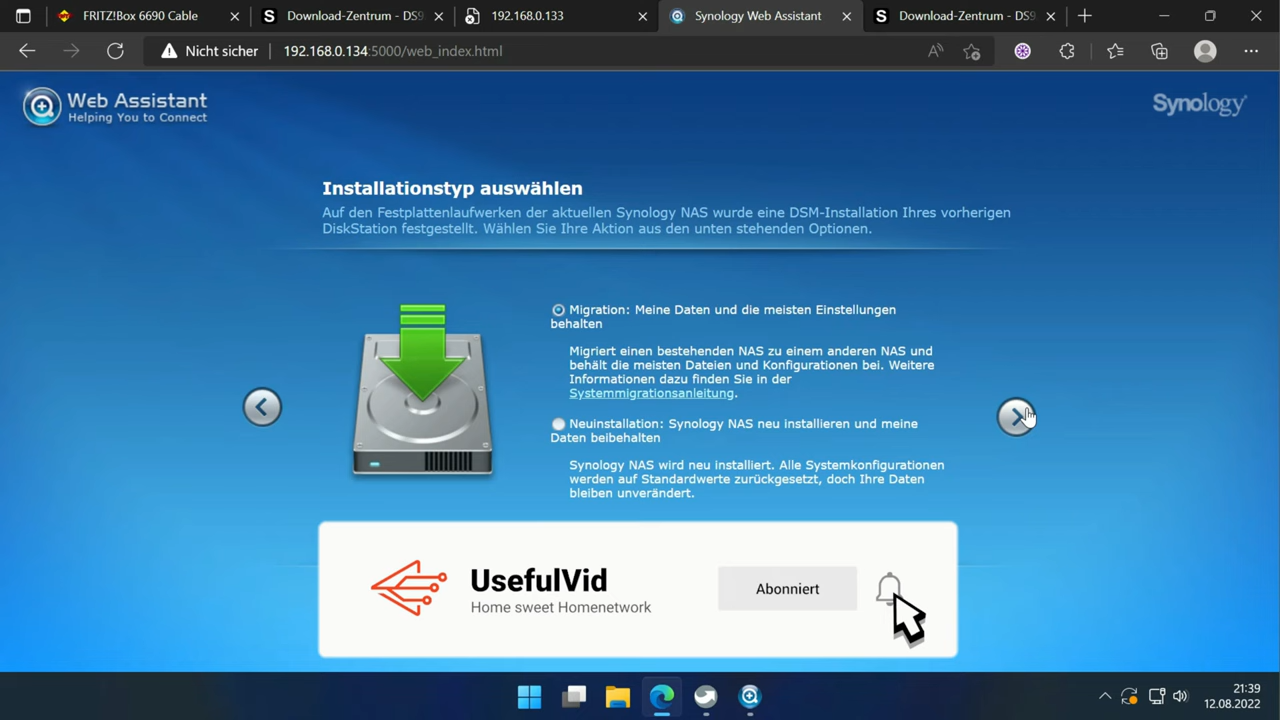 FRITZ!Box 6690 Cable
Download-Zentrum - DS9
192.168.0.133
Synology Web Assistant
Download-Zentrum - DS9
Nicht sicher
192.168.0.134:5000/web_index.html
Web Assistant
Helping You to Connect
Synology
Installationstyp auswählen
Auf den Festplattenlaufwerken der aktuellen Synology NAS wurde eine DSM-Installation Ihres vorherigen
DiskStation festgestellt. Wählen Sie Ihre Aktion aus den unten stehenden Optionen.
Migration: Meine Daten und die meisten Einstellungen
behalten
Migriert einen bestehenden NAS zu einem anderen NAS und
behält die meisten Dateien und Konfigurationen bei. Weitere
Informationen dazu finden Sie in der
Systemmigrationsanleitung.
Neuinstallation: Synology NAS neu installieren und meine
Daten beibehalten
Synology NAS wird neu installiert. Alle Systemkonfigurationen
werden auf Standardwerte zurückgesetzt, doch Ihre Daten
bleiben unverändert.
UsefulVid
Home sweet Homenetwork
Abonniert
21:39
12.08.2022